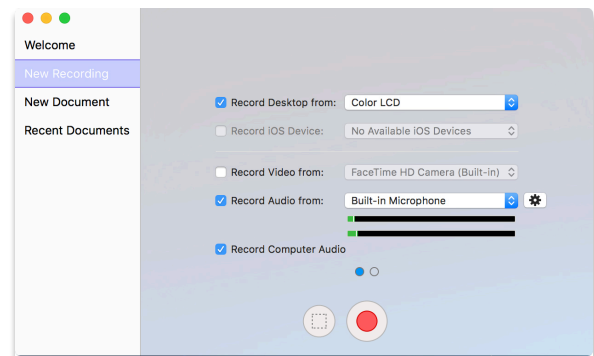 Welcome
New Recording
New Document
Recent Documents
Record Desktop from: Color LCD
Record iOS Device: No Available iOS Devices
Record Video from: FaceTime HD Camera (Built-in)
Record Audio from: Built-in Microphone
Record Computer Audio